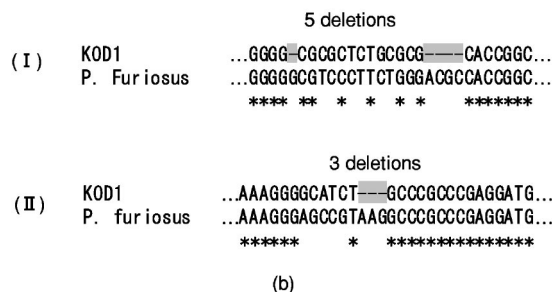 5 deletions
(I) KOD1 ...GGGG-CGCGCTCTGCGCG----CACCGGC...
P. Furiosus ...GGGGGCGTCCCTTCTGGGACGCCACCGGC...
**** ** * * * * *******
3 deletions
(II) KOD1 ...AAAGGGGCATCT---GCCCGCCCGAGGATG...
P. furiosus ...AAAGGGAGCCGTAAGGCCCGCCCGAGGATG...
****** * ***************
(b)